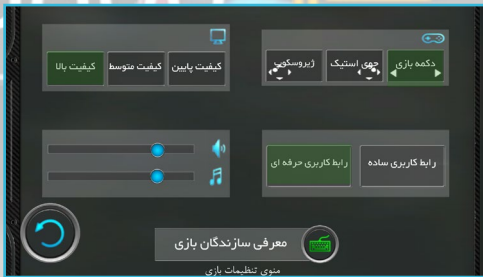 دکمه بازی
جوی استیک
ژیروسکوپ
کیفیت پایین
کیفیت متوسط
کیفیت بالا
رابط کاربری ساده
رابط کاربری حرفه ای
معرفی سازندگان بازی
منوی تنظیمات بازی